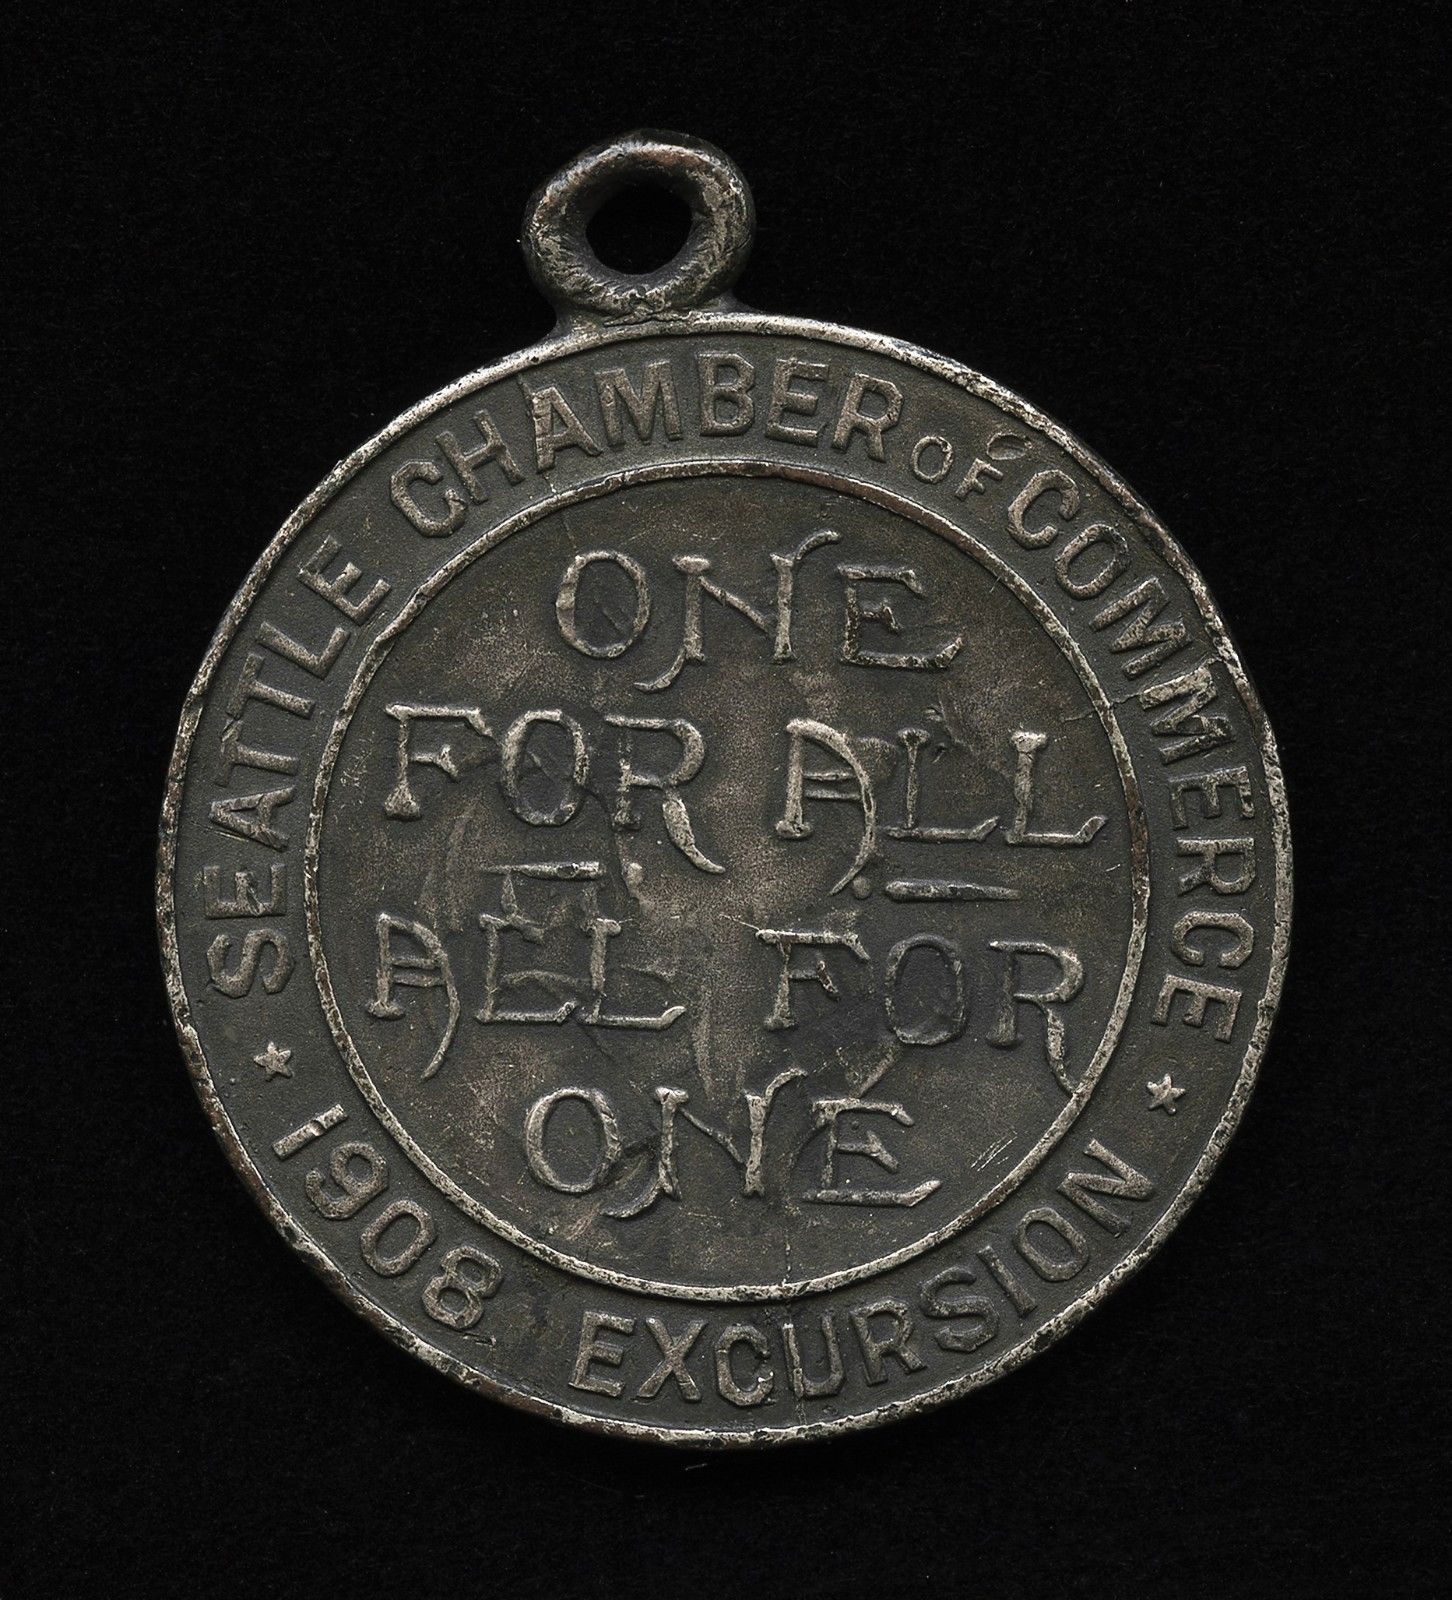 SEATTLE CHAMBER OF COMMERCE
ONE
FOR ALL
ALL FOR
ONE
★ 1908 EXCURSION ★